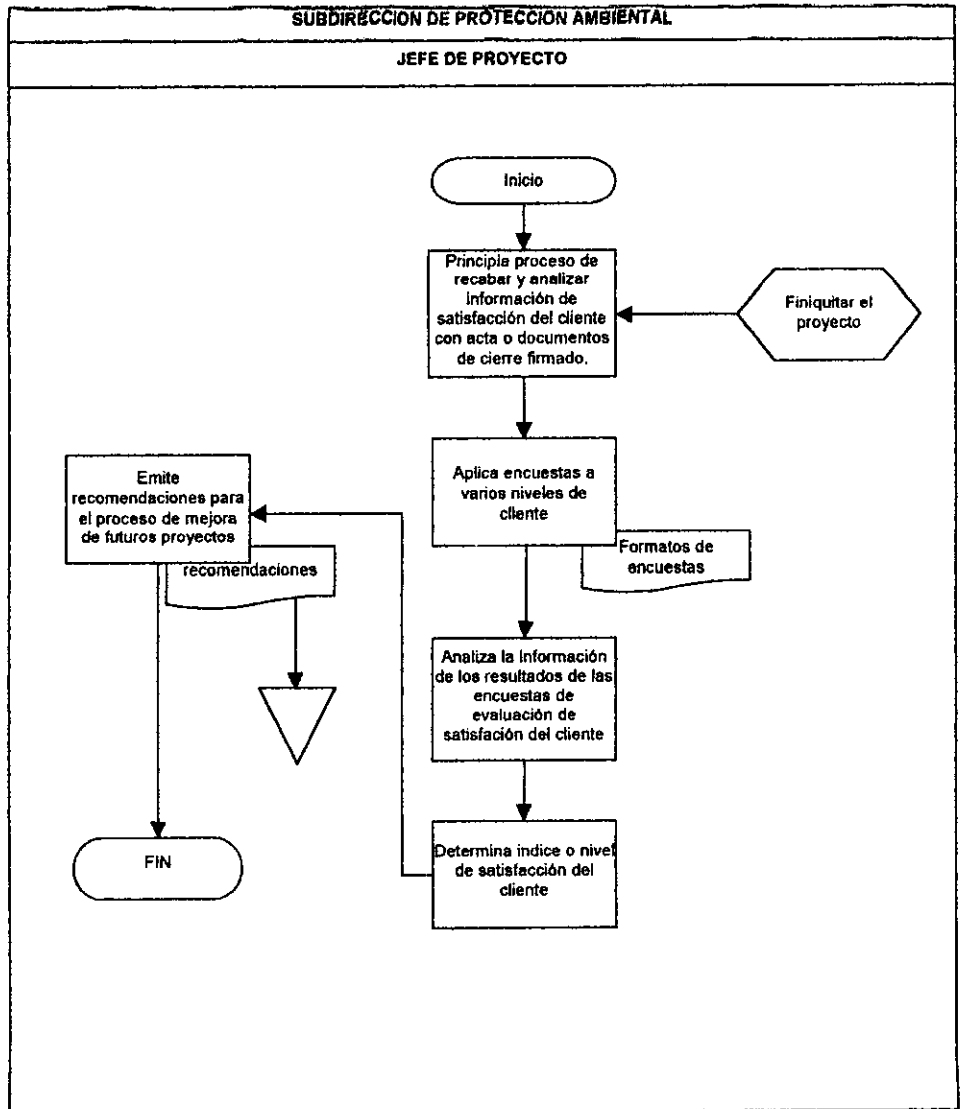 SUBDIRECCION DE PROTECCION AMBIENTAL
JEFE DE PROYECTO
Inicio
Principia proceso de
recabar y analizar
información de
satisfacción del cliente
con acta o documentos
de cierre firmado.
Finiquitar el
proyecto
Aplica encuestas a
varios niveles de
cliente
Formatos de
encuestas
Analiza la información
de los resultados de las
encuestas de
evaluación de
satisfación del cliente
Determina indice o nivel
de satisfacción del
cliente
Emite
recomendaciones para
el proceso de mejora
de futuros proyectos
recomendaciones
FIN